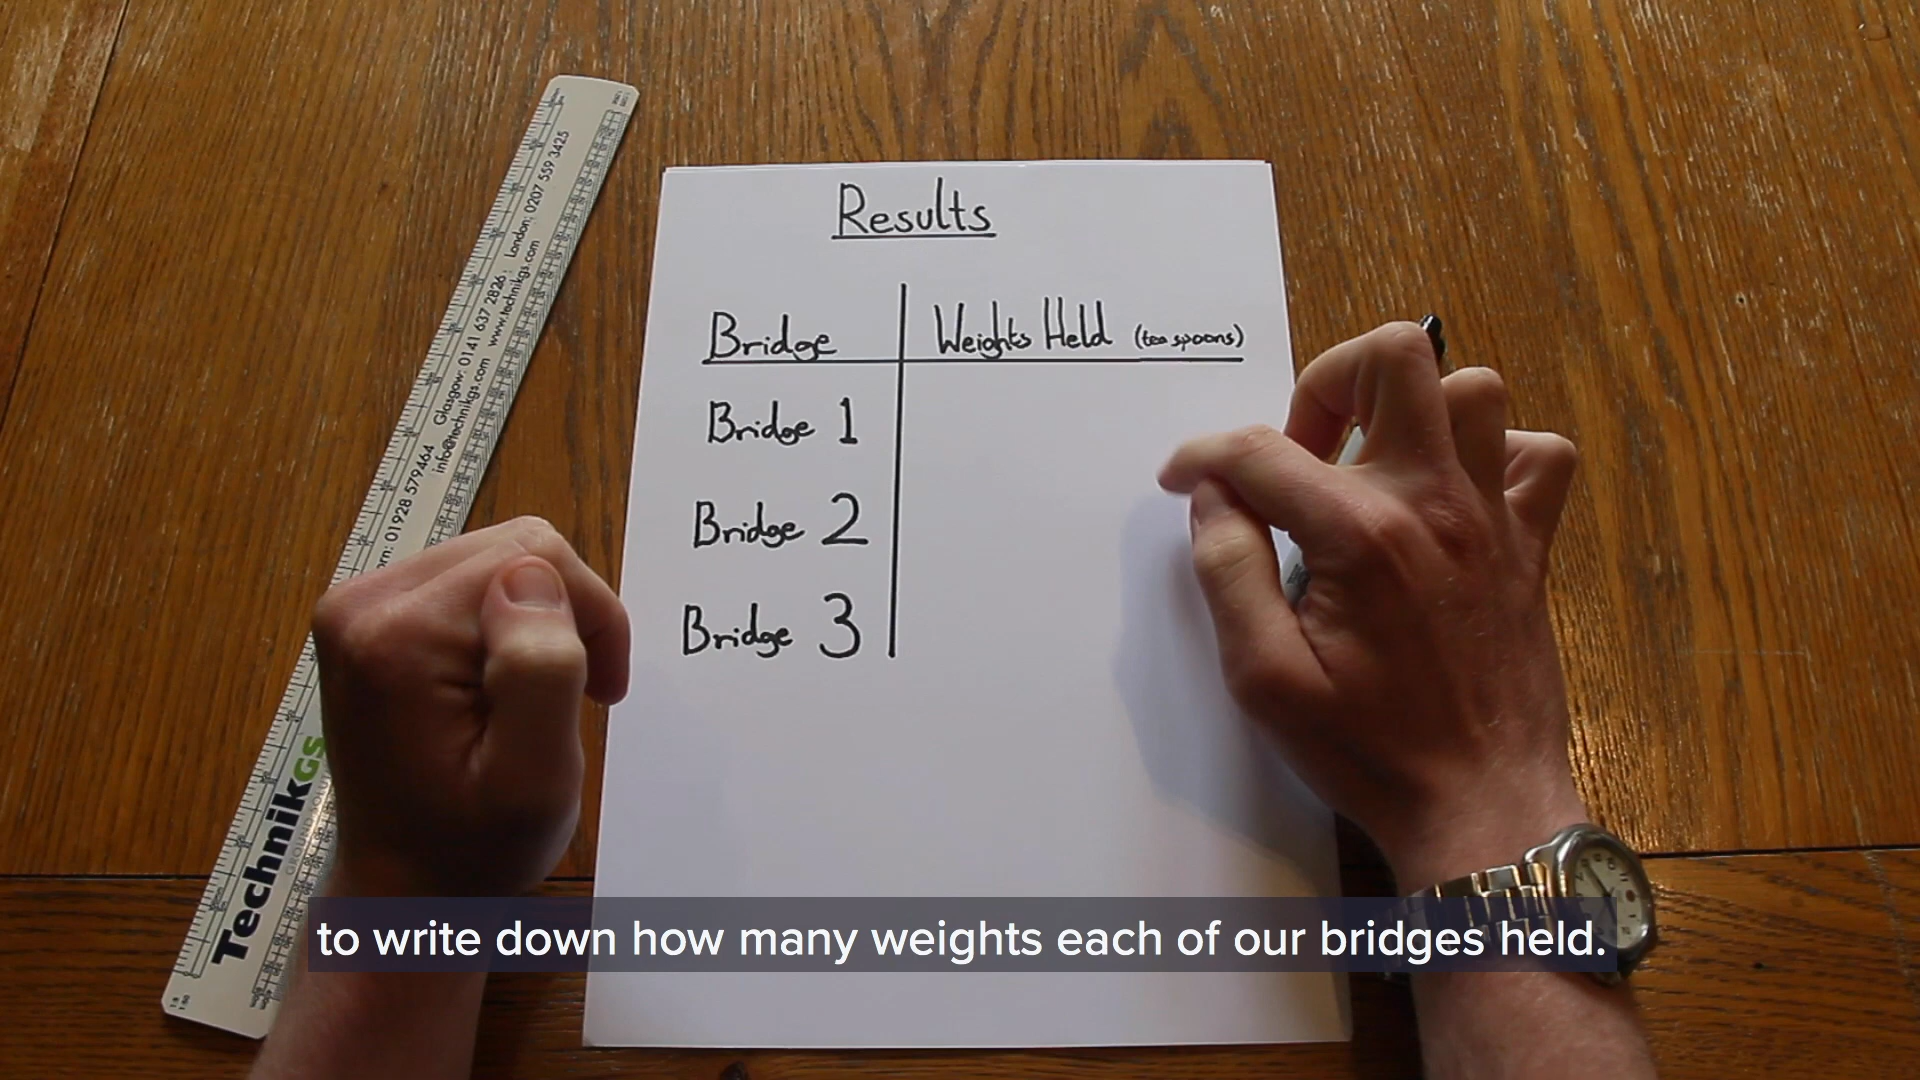 Results
Bridge
Weights Held (tea spoons)
Bridge 1
Bridge 2
Bridge 3
Glasgow: 0141 637 2826 London: 0207 559 3425
info@technikgs.com www.technikgs.com
orn: 01928 579464
TechnikGS
to write down how many weights each of our bridges held.